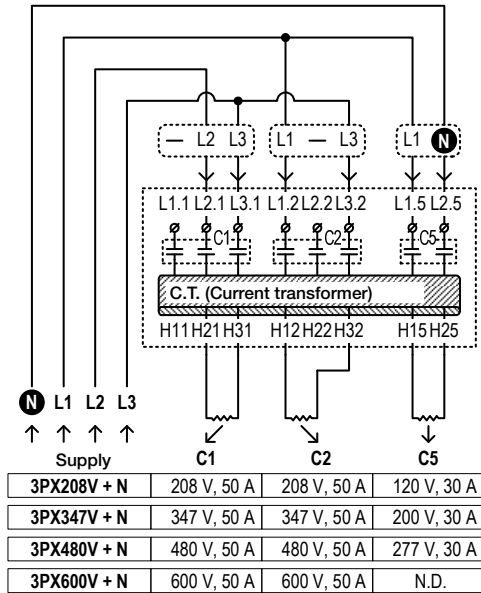 — L2 L3 L1 — L3 L1 N
L1.1 L2.1 L3.1 L1.2 L2.2 L3.2 L1.5 L2.5
C1 C2 C5
C.T. (Current transformer)
H11 H21 H31 H12 H22 H32 H15 H25
N L1 L2 L3
Supply C1 C2 C5
3PX208V + N 208 V, 50 A 208 V, 50 A 120 V, 30 A
3PX347V + N 347 V, 50 A 347 V, 50 A 200 V, 30 A
3PX480V + N 480 V, 50 A 480 V, 50 A 277 V, 30 A
3PX600V + N 600 V, 50 A 600 V, 50 A N.D.